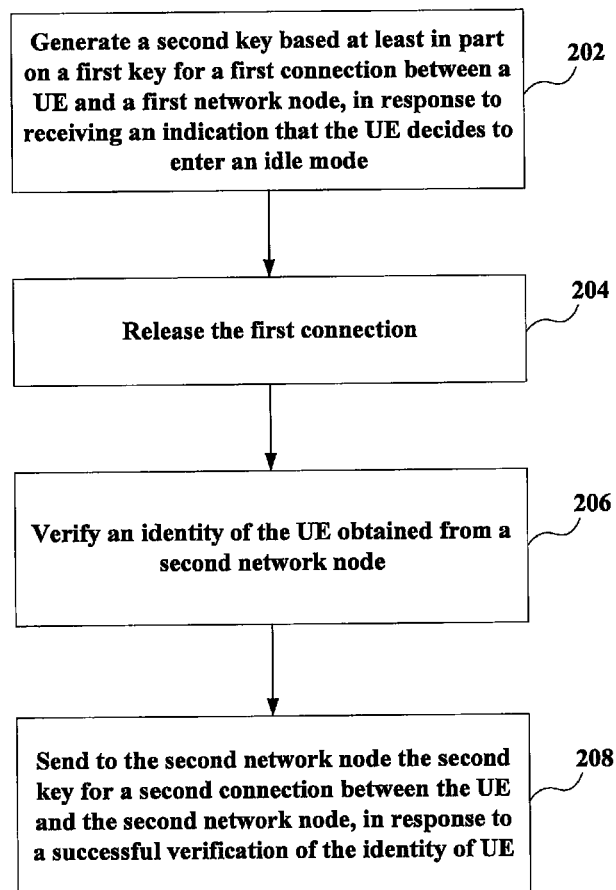 Generate a second key based at least in part
on a first key for a first connection between a
UE and a first network node, in response to
receiving an indication that the UE decides to
enter an idle mode
202
Release the first connection
204
Verify an identity of the UE obtained from a
second network node
206
Send to the second network node the second
key for a second connection between the UE
and the second network node, in response to
a successful verification of the identity of UE
208